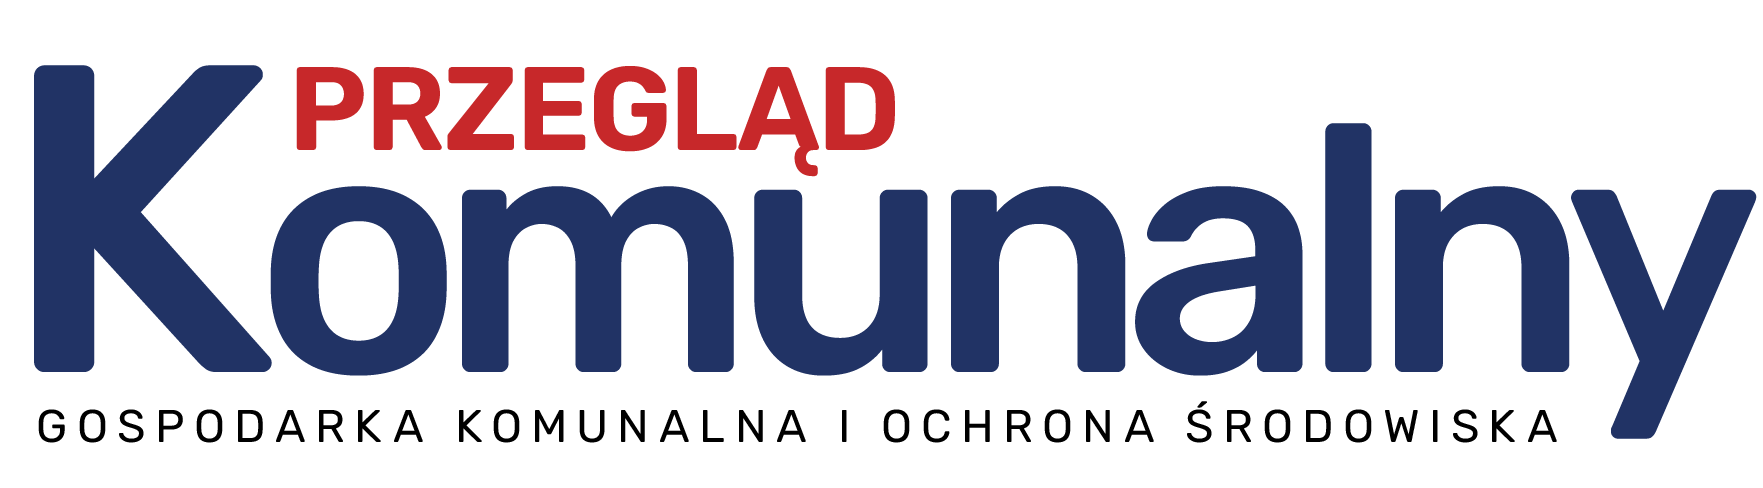 PRZEGLĄD
Komunalny
GOSPODARKA KOMUNALNA I OCHRONA ŚRODOWISKA